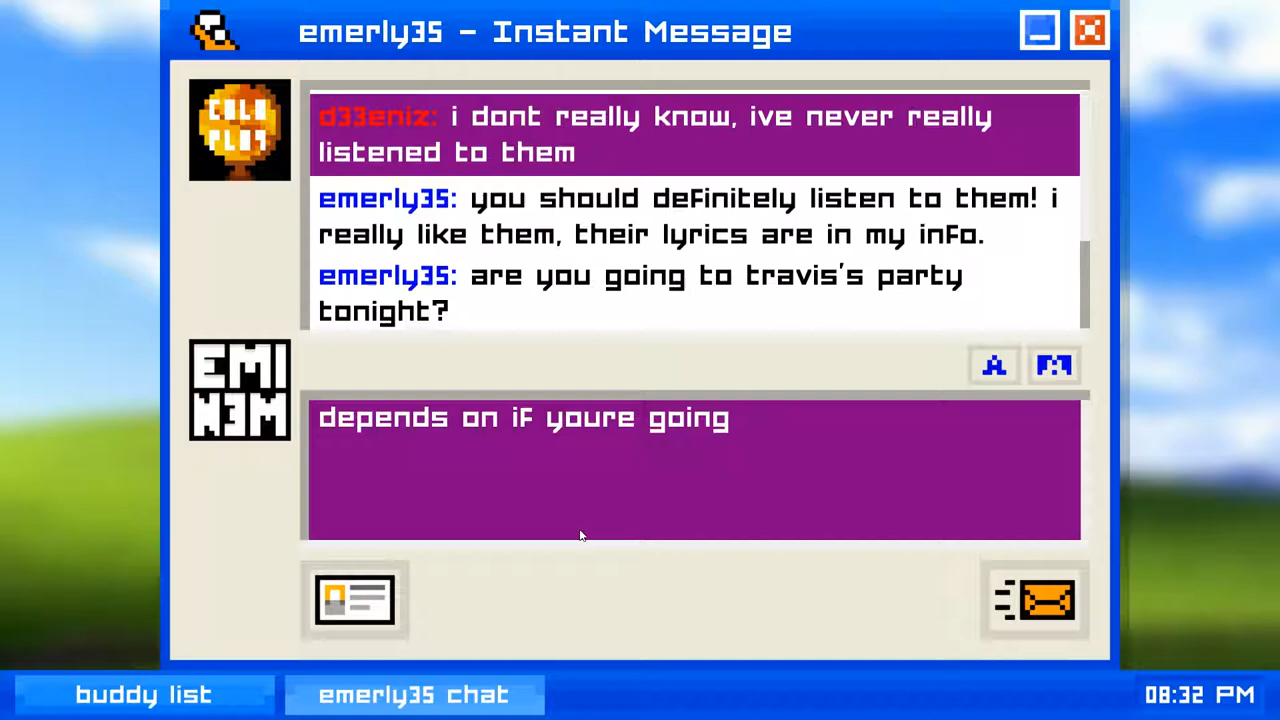 emerly35 - Instant Message
COLD
PLAY
d33eniz: i dont really know, ive never really
listened to them
emerly35: you should definitely listen to them! i
really like them, their lyrics are in my info.
emerly35: are you going to travis's party
tonight?
EMI
NEM
A
depends on if youre going
buddy list
emerly35 chat
08:32 PM